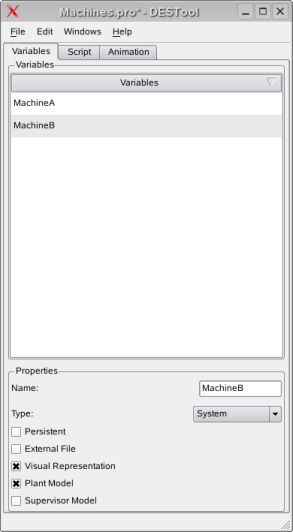 Machines.pro* - DESTool
File Edit Windows Help
Variables Script Animation
Variables
Variables
MachineA
MachineB
Properties
Name: MachineB
Type: System
Persistent
External File
Visual Representation
Plant Model
Supervisor Model